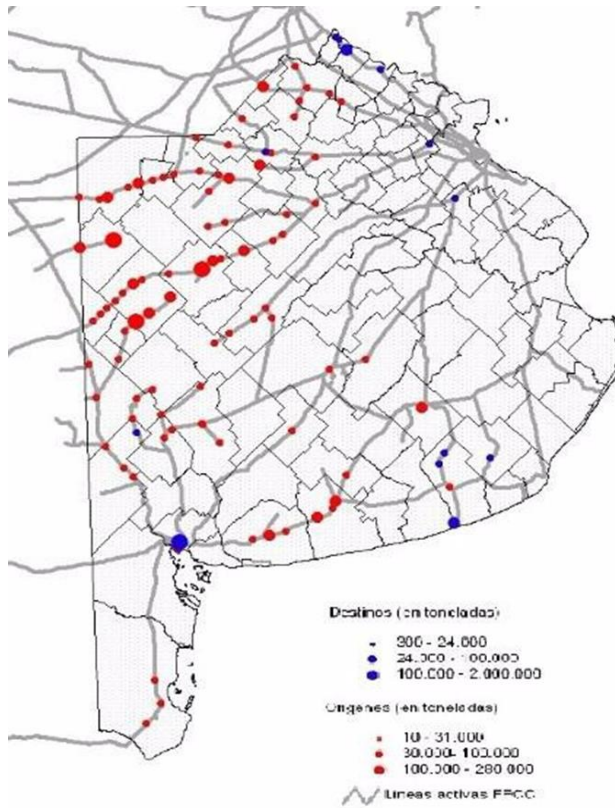 Destinos (en toneladas)
300 - 24.000
24.000 - 100.000
100.000 - 2.000.000
Orígenes (en toneladas)
10 - 31.000
30.000 - 100.000
100.000 - 280.000
Líneas activas FFCC